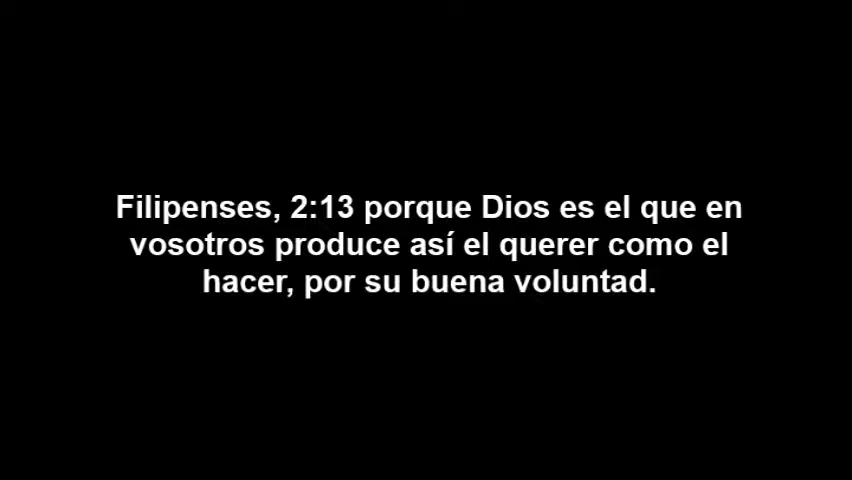 Filipenses, 2:13 porque Dios es el que en
vosotros produce así el querer como el
hacer, por su buena voluntad.